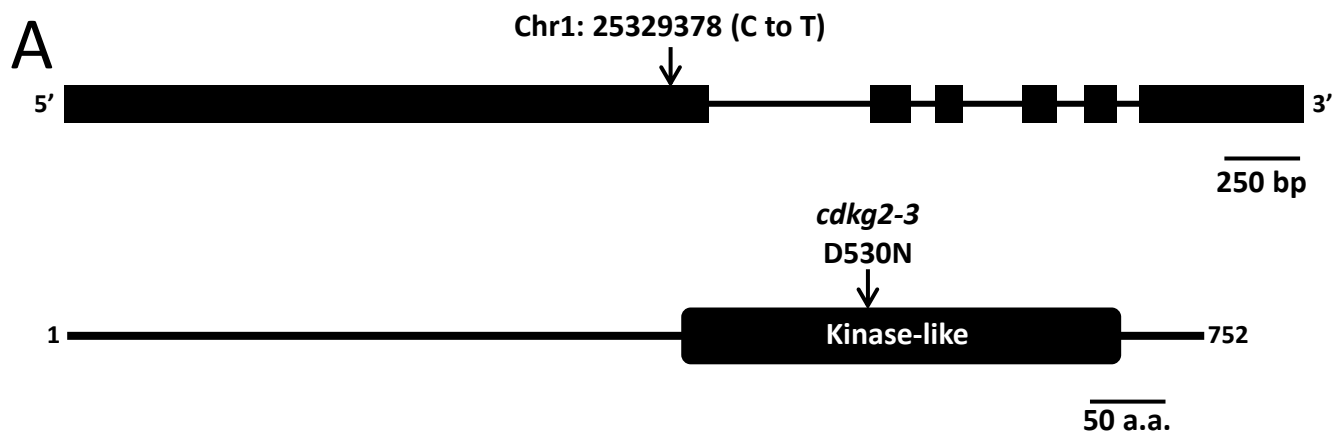 A
Chr1: 25329378 (C to T)
5’
3’
250 bp
cdkg2-3
D530N
1
Kinase-like
752
50 a.a.